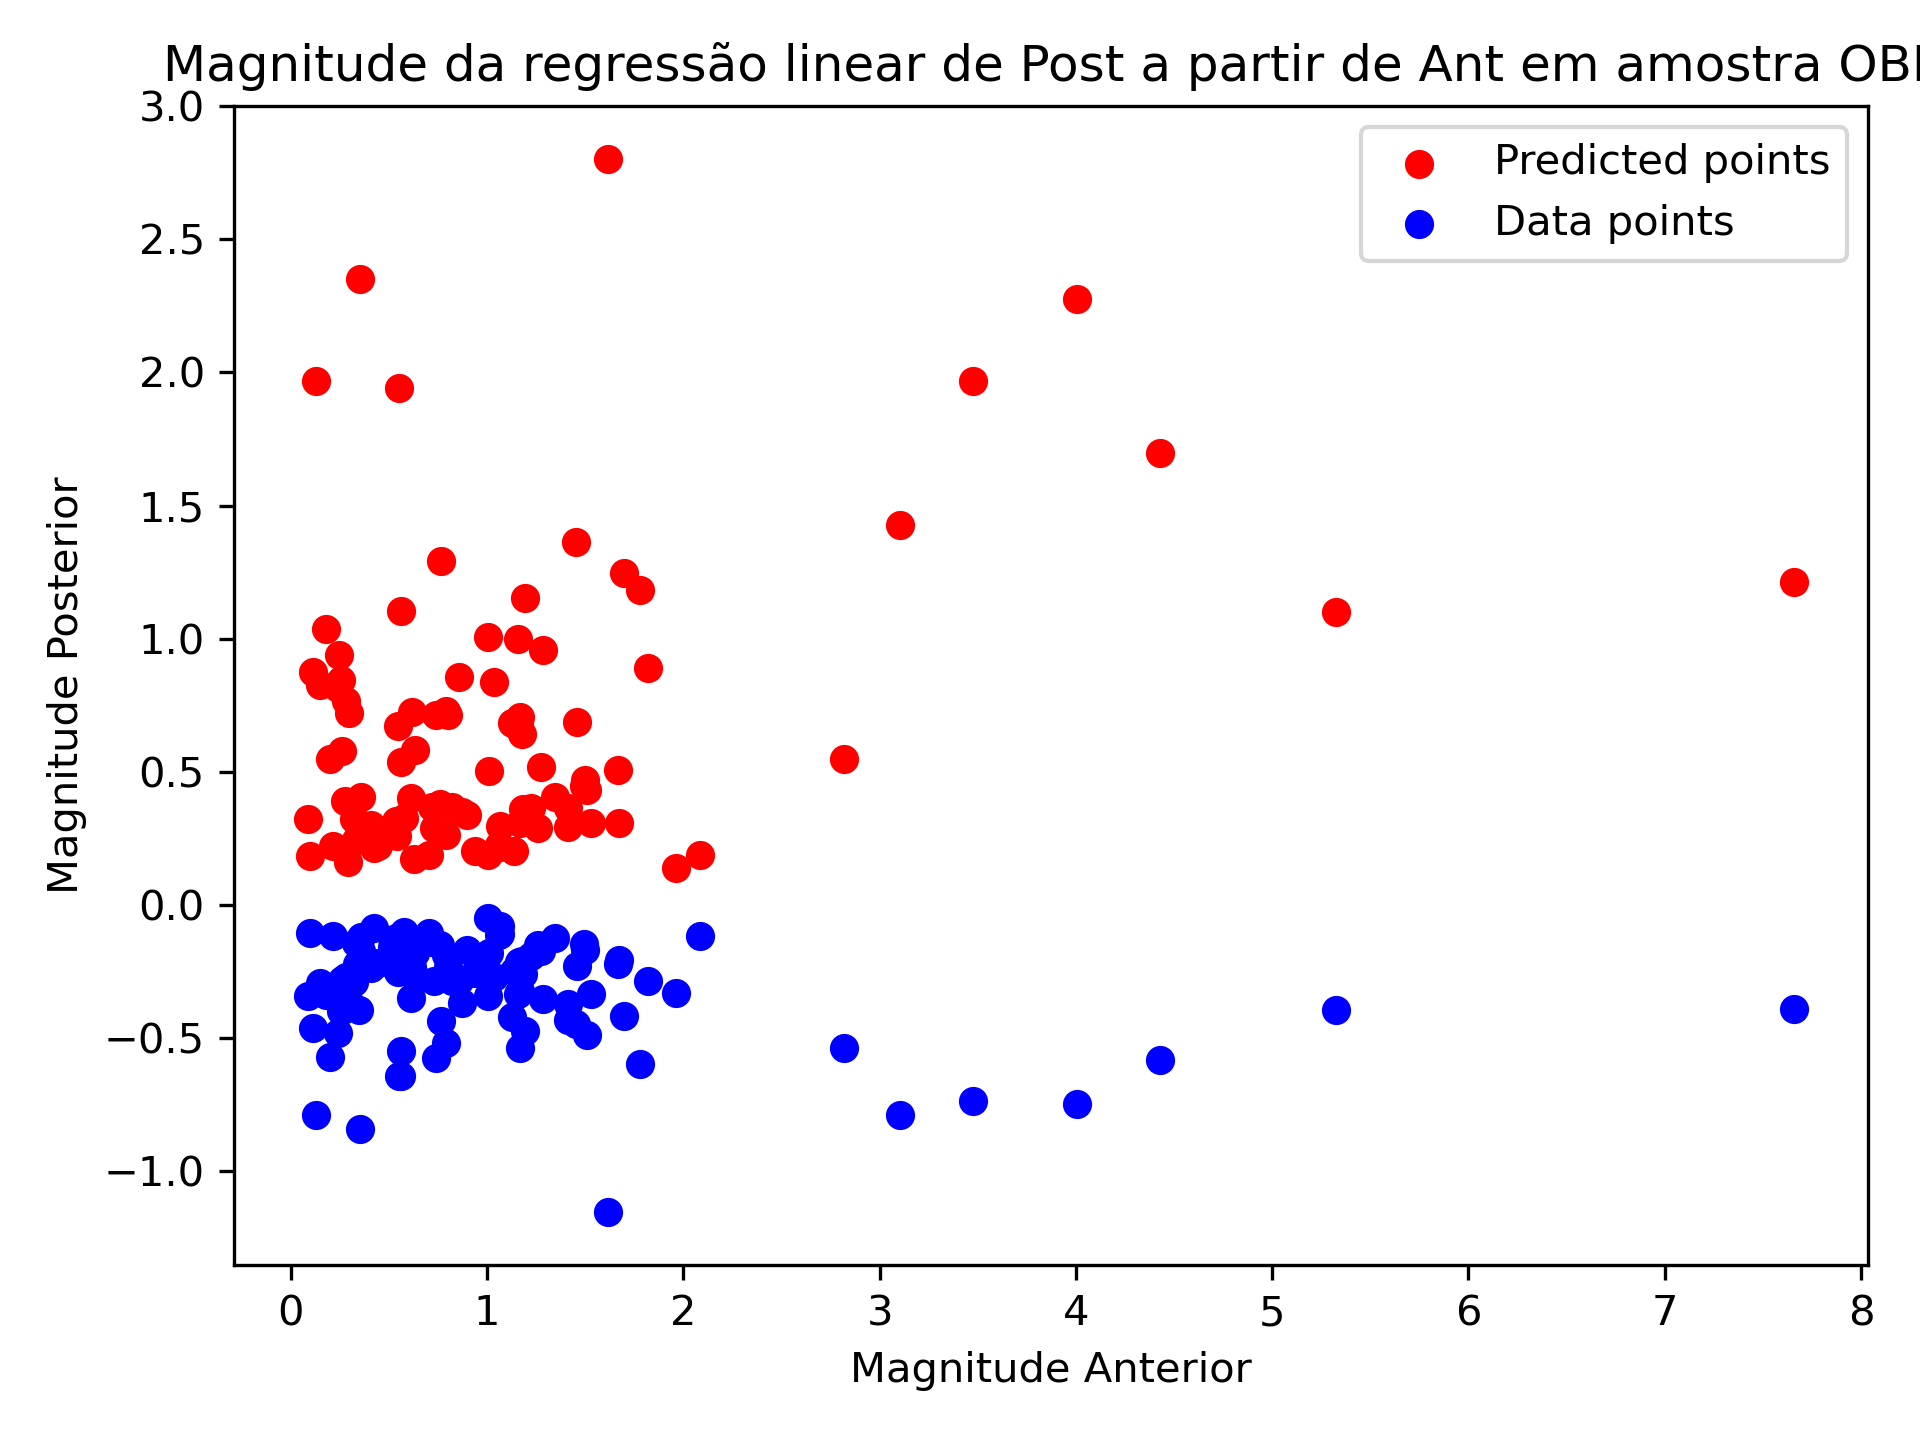 Magnitude da regressão linear de Post a partir de Ant em amostra
3.0
2.5
2.0
1.5
1.0
0.5
0.0
−0.5
−1.0
Magnitude Posterior
Predicted points
Data points
0 1 2 3 4 5 6 7 8
Magnitude Anterior